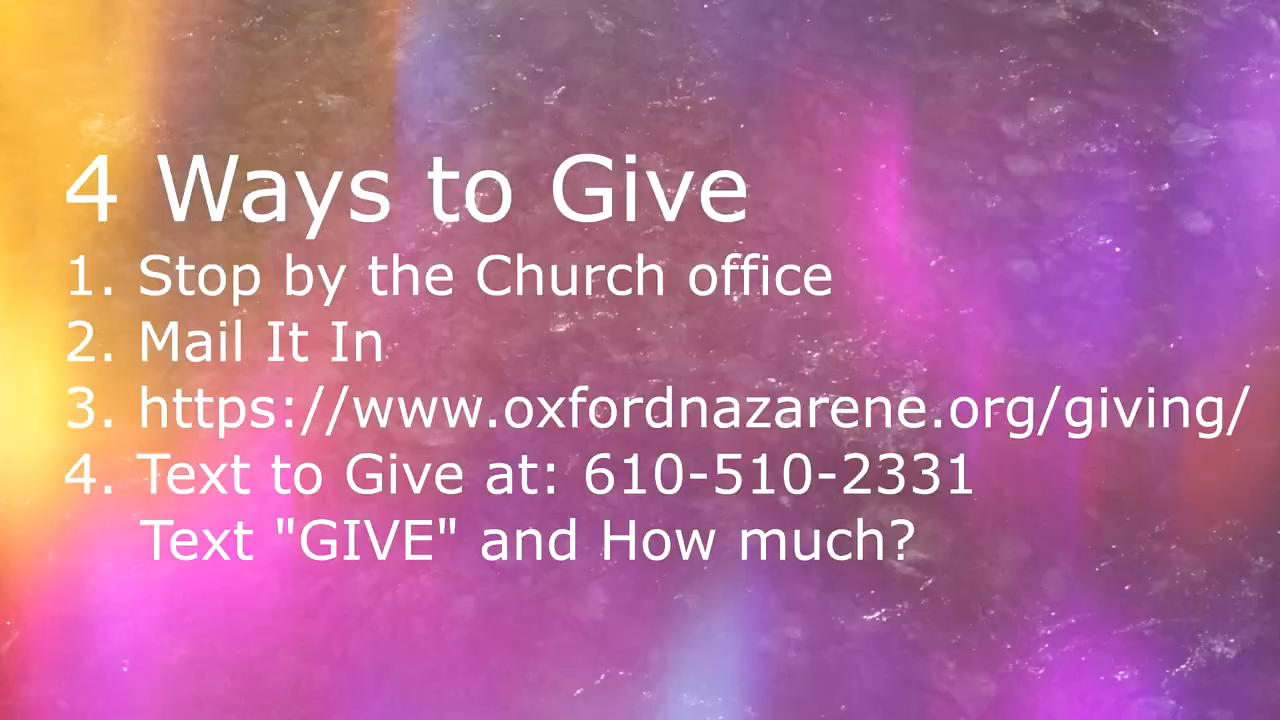 4 Ways to Give
1. Stop by the Church office
2. Mail It In
3. https://www.oxfordnazarene.org/giving/
4. Text to Give at: 610-510-2331
Text "GIVE" and How much?